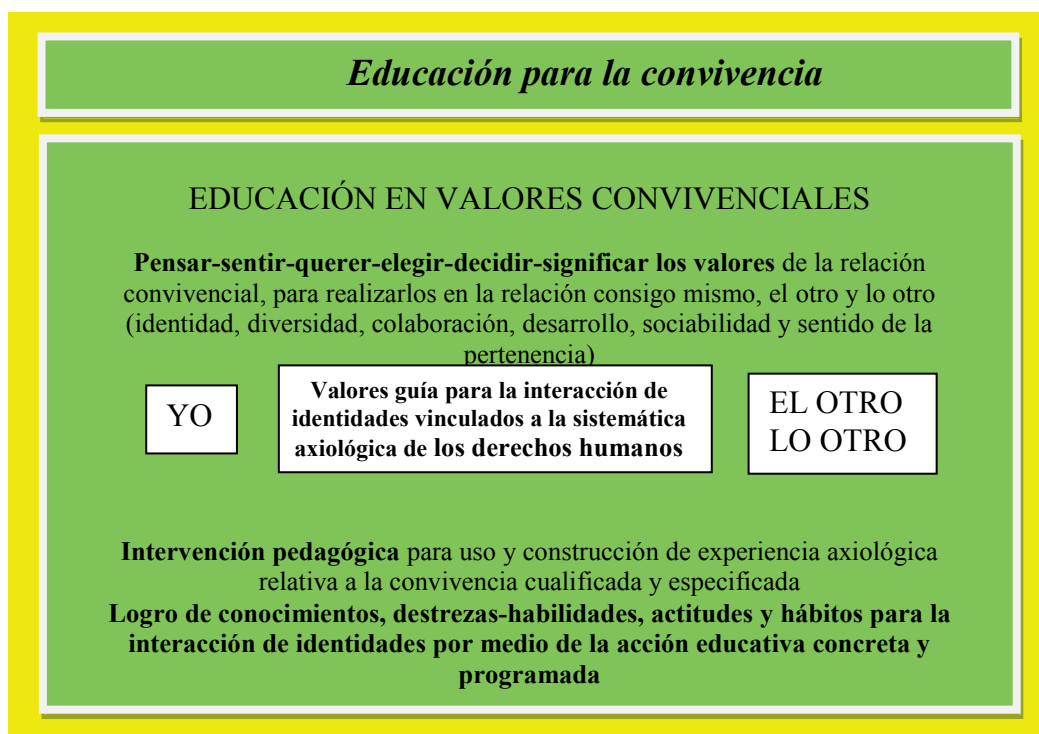 Educación para la convivencia
EDUCACIÓN EN VALORES CONVIVENCIALES
Pensar-sentir-querer-elegir-decidir-significar los valores de la relación
convivencial, para realizarlos en la relación consigo mismo, el otro y lo otro
(identidad, diversidad, colaboración, desarrollo, sociabilidad y sentido de la
pertenencia)
YO
Valores guía para la interacción de
identidades vinculados a la sistemática
axiológica de los derechos humanos
EL OTRO
LO OTRO
Intervención pedagógica para uso y construcción de experiencia axiológica
relativa a la convivencia cualificada y especificada
Logro de conocimientos, destrezas-habilidades, actitudes y hábitos para la
interacción de identidades por medio de la acción educativa concreta y
programada